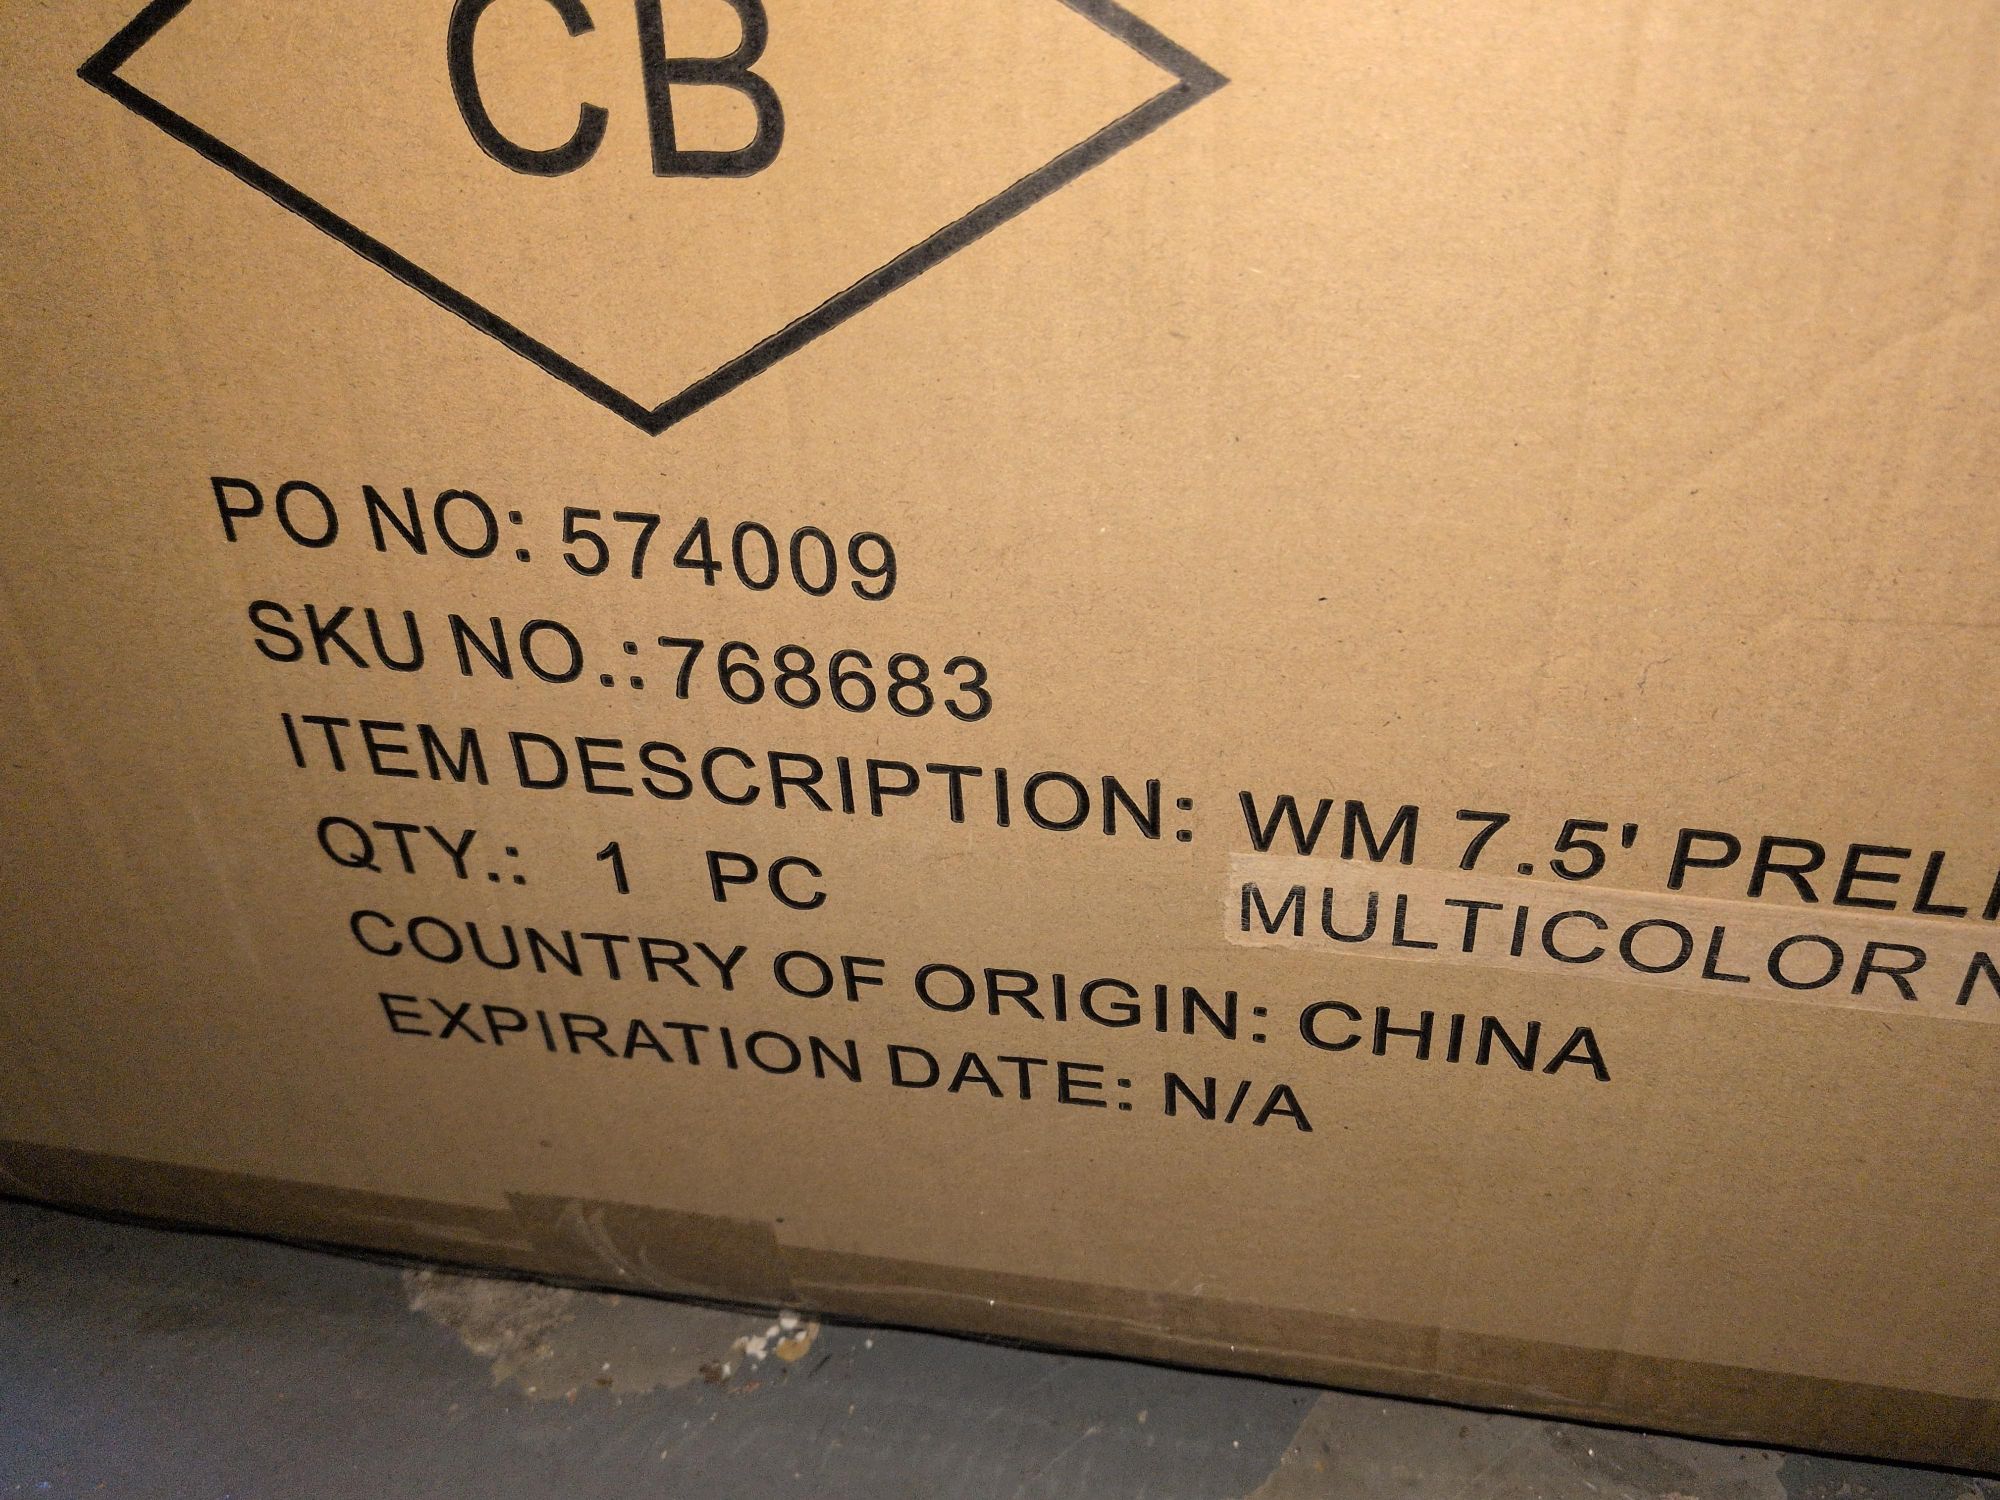 CB
PO NO: 574009
SKU NO.:768683
ITEM DESCRIPTION: WM 7.5' PRELI
MULTICOLOR N
QTY.: 1 PC
COUNTRY OF ORIGIN: CHINA
EXPIRATION DATE: N/A